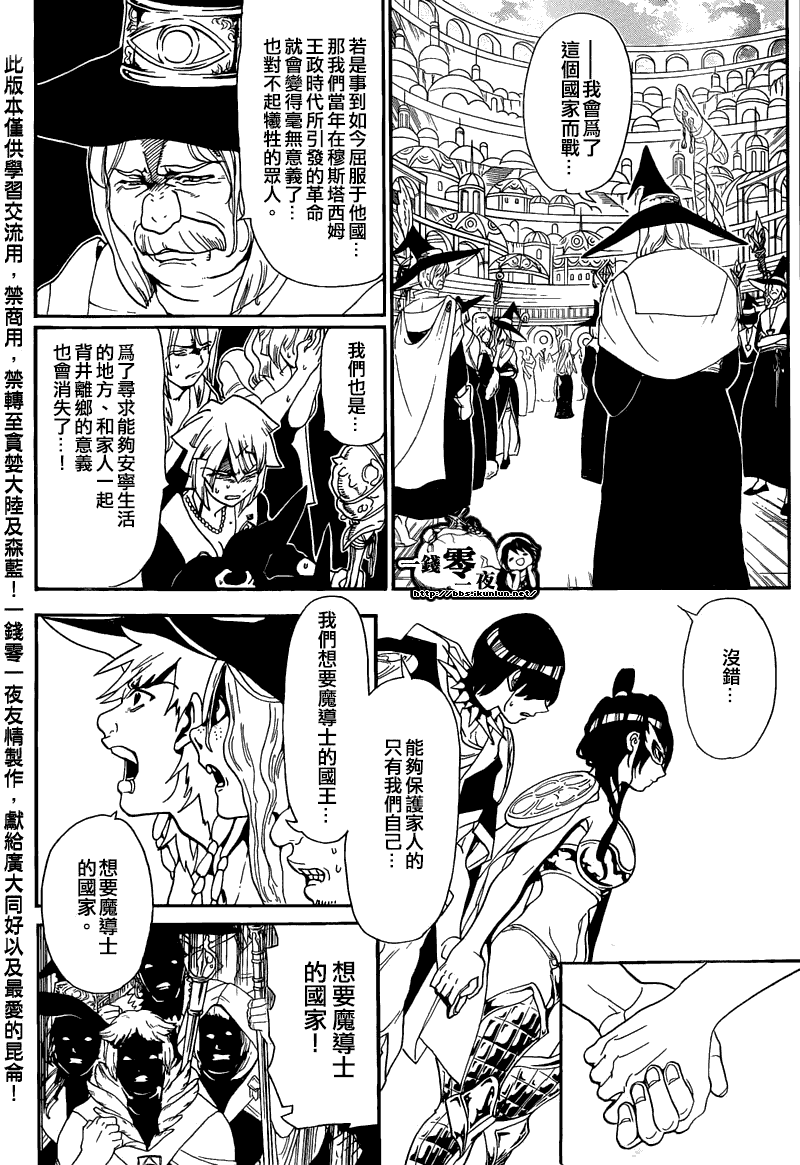 ——我會爲了
這個國家而戰…
若是事到如今屈服于他國…
那我們當年在穆斯塔西姆
王政時代所引發的革命
就會變得毫無意義了…
也對不起犧牲的眾人。
我們也是…
爲了尋求能夠安寧生活
的地方、和家人一起
背井離鄉的意義
也會消失了…！
一錢零一夜
http://bbs.ikunlun.net/
沒錯…
能夠保護家人的
只有我們自己…
我們想要魔導士的國王…
想要魔導士
的國家。
想要魔導士
的國家！
此版本僅供學習交流用，禁商用，禁轉至貪婪大陸及森藍！一錢零一夜友情製作，獻給廣大同好以及最愛的昆侖！